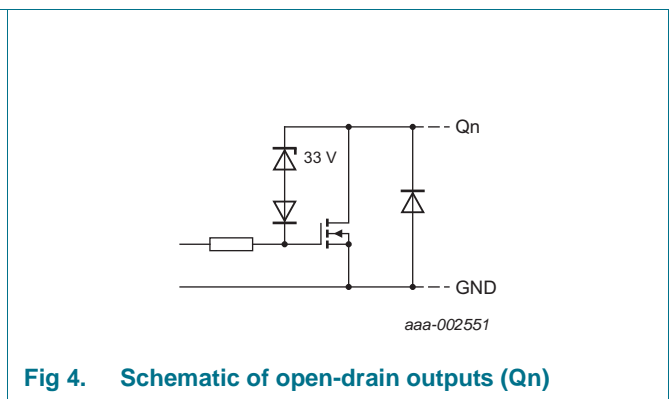 Qn
33 V
GND
aaa-002551
Fig 4. Schematic of open-drain outputs (Qn)